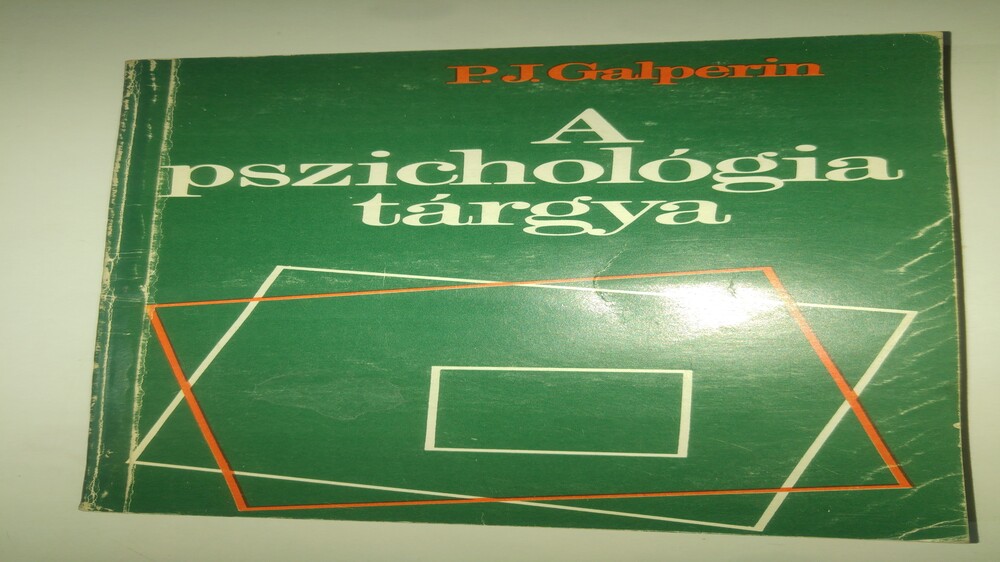 P.J. Galperin
A
pszichológia
tárgya